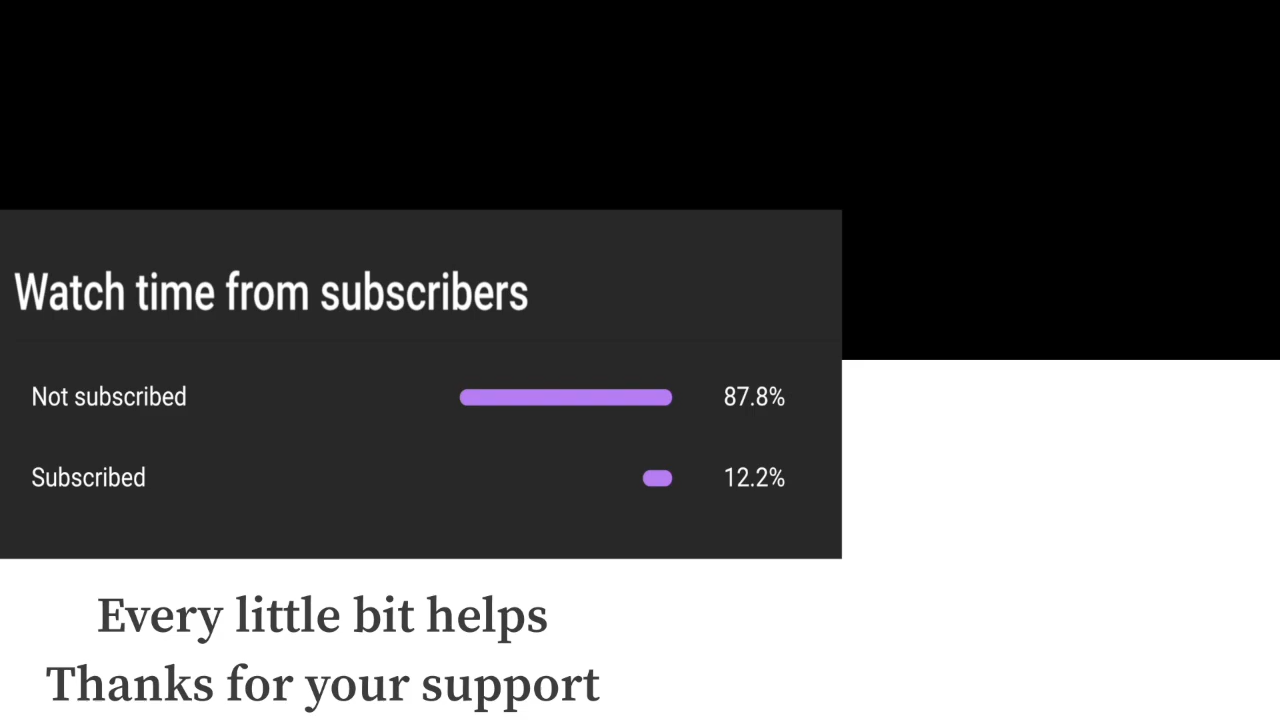 Watch time from subscribers
Not subscribed 87.8%
Subscribed 12.2%
Every little bit helps
Thanks for your support